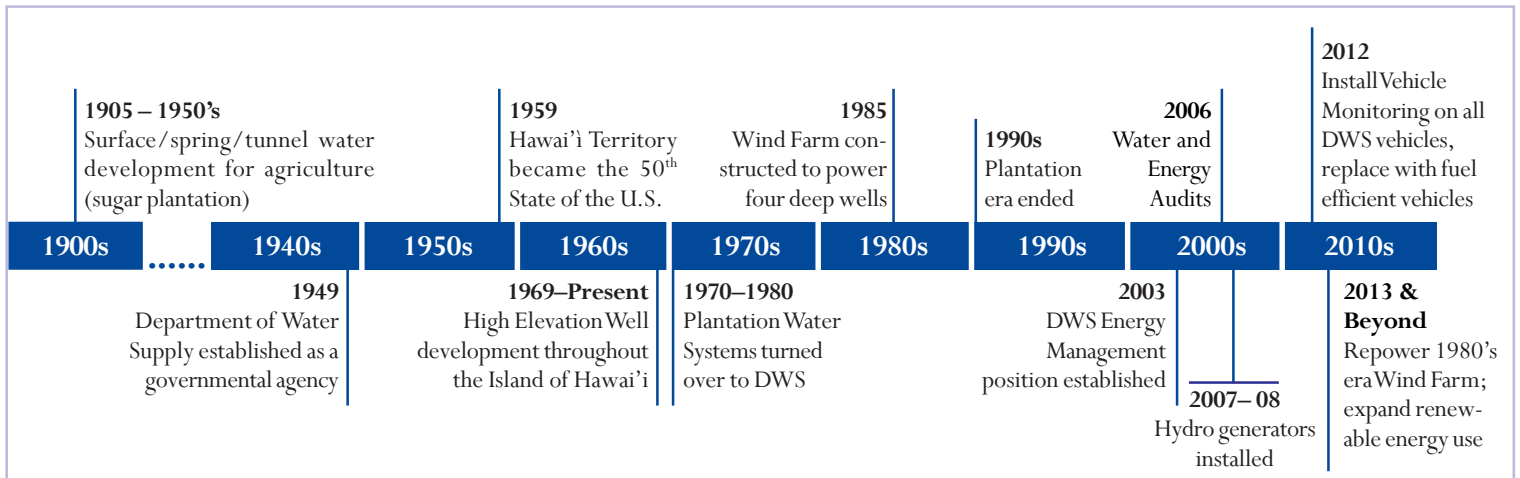 1905 – 1950's
Surface/spring/tunnel water
development for agriculture
(sugar plantation)
1959
Hawai'ì Territory
became the 50th
State of the U.S.
1985
Wind Farm con-
structed to power
four deep wells
1990s
Plantation
era ended
2006
Water and
Energy
Audits
2012
Install Vehicle
Monitoring on all
DWS vehicles,
replace with fuel
efficient vehicles
1900s ...... 1940s 1950s 1960s 1970s 1980s 1990s 2000s 2010s
1949
Department of Water
Supply established as a
governmental agency
1969–Present
High Elevation Well
development throughout
the Island of Hawai'i
1970–1980
Plantation Water
Systems turned
over to DWS
2003
DWS Energy
Management
position established
2007–08
Hydro generators
installed
2013 &
Beyond
Repower 1980's
era Wind Farm;
expand renew-
able energy use